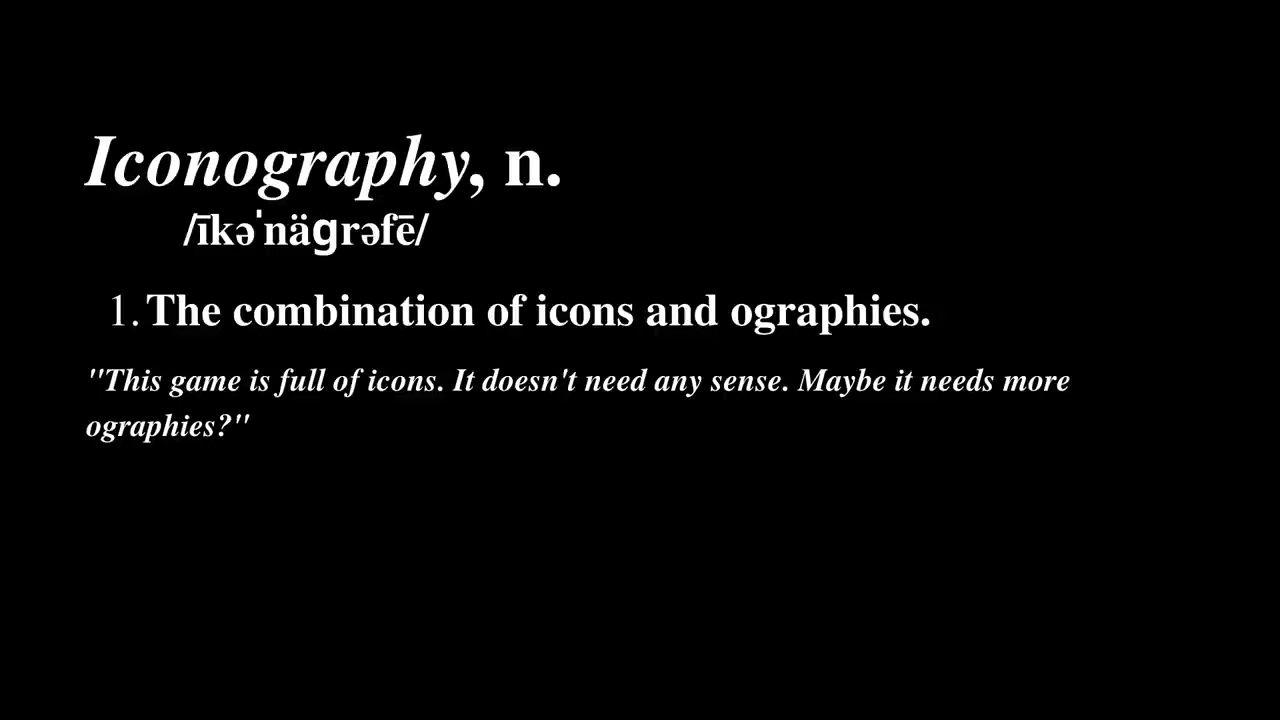 Iconography, n.
/īkəˈnägrəfē/
1. The combination of icons and ographies.
"This game is full of icons. It doesn't need any sense. Maybe it needs more
ographies?"